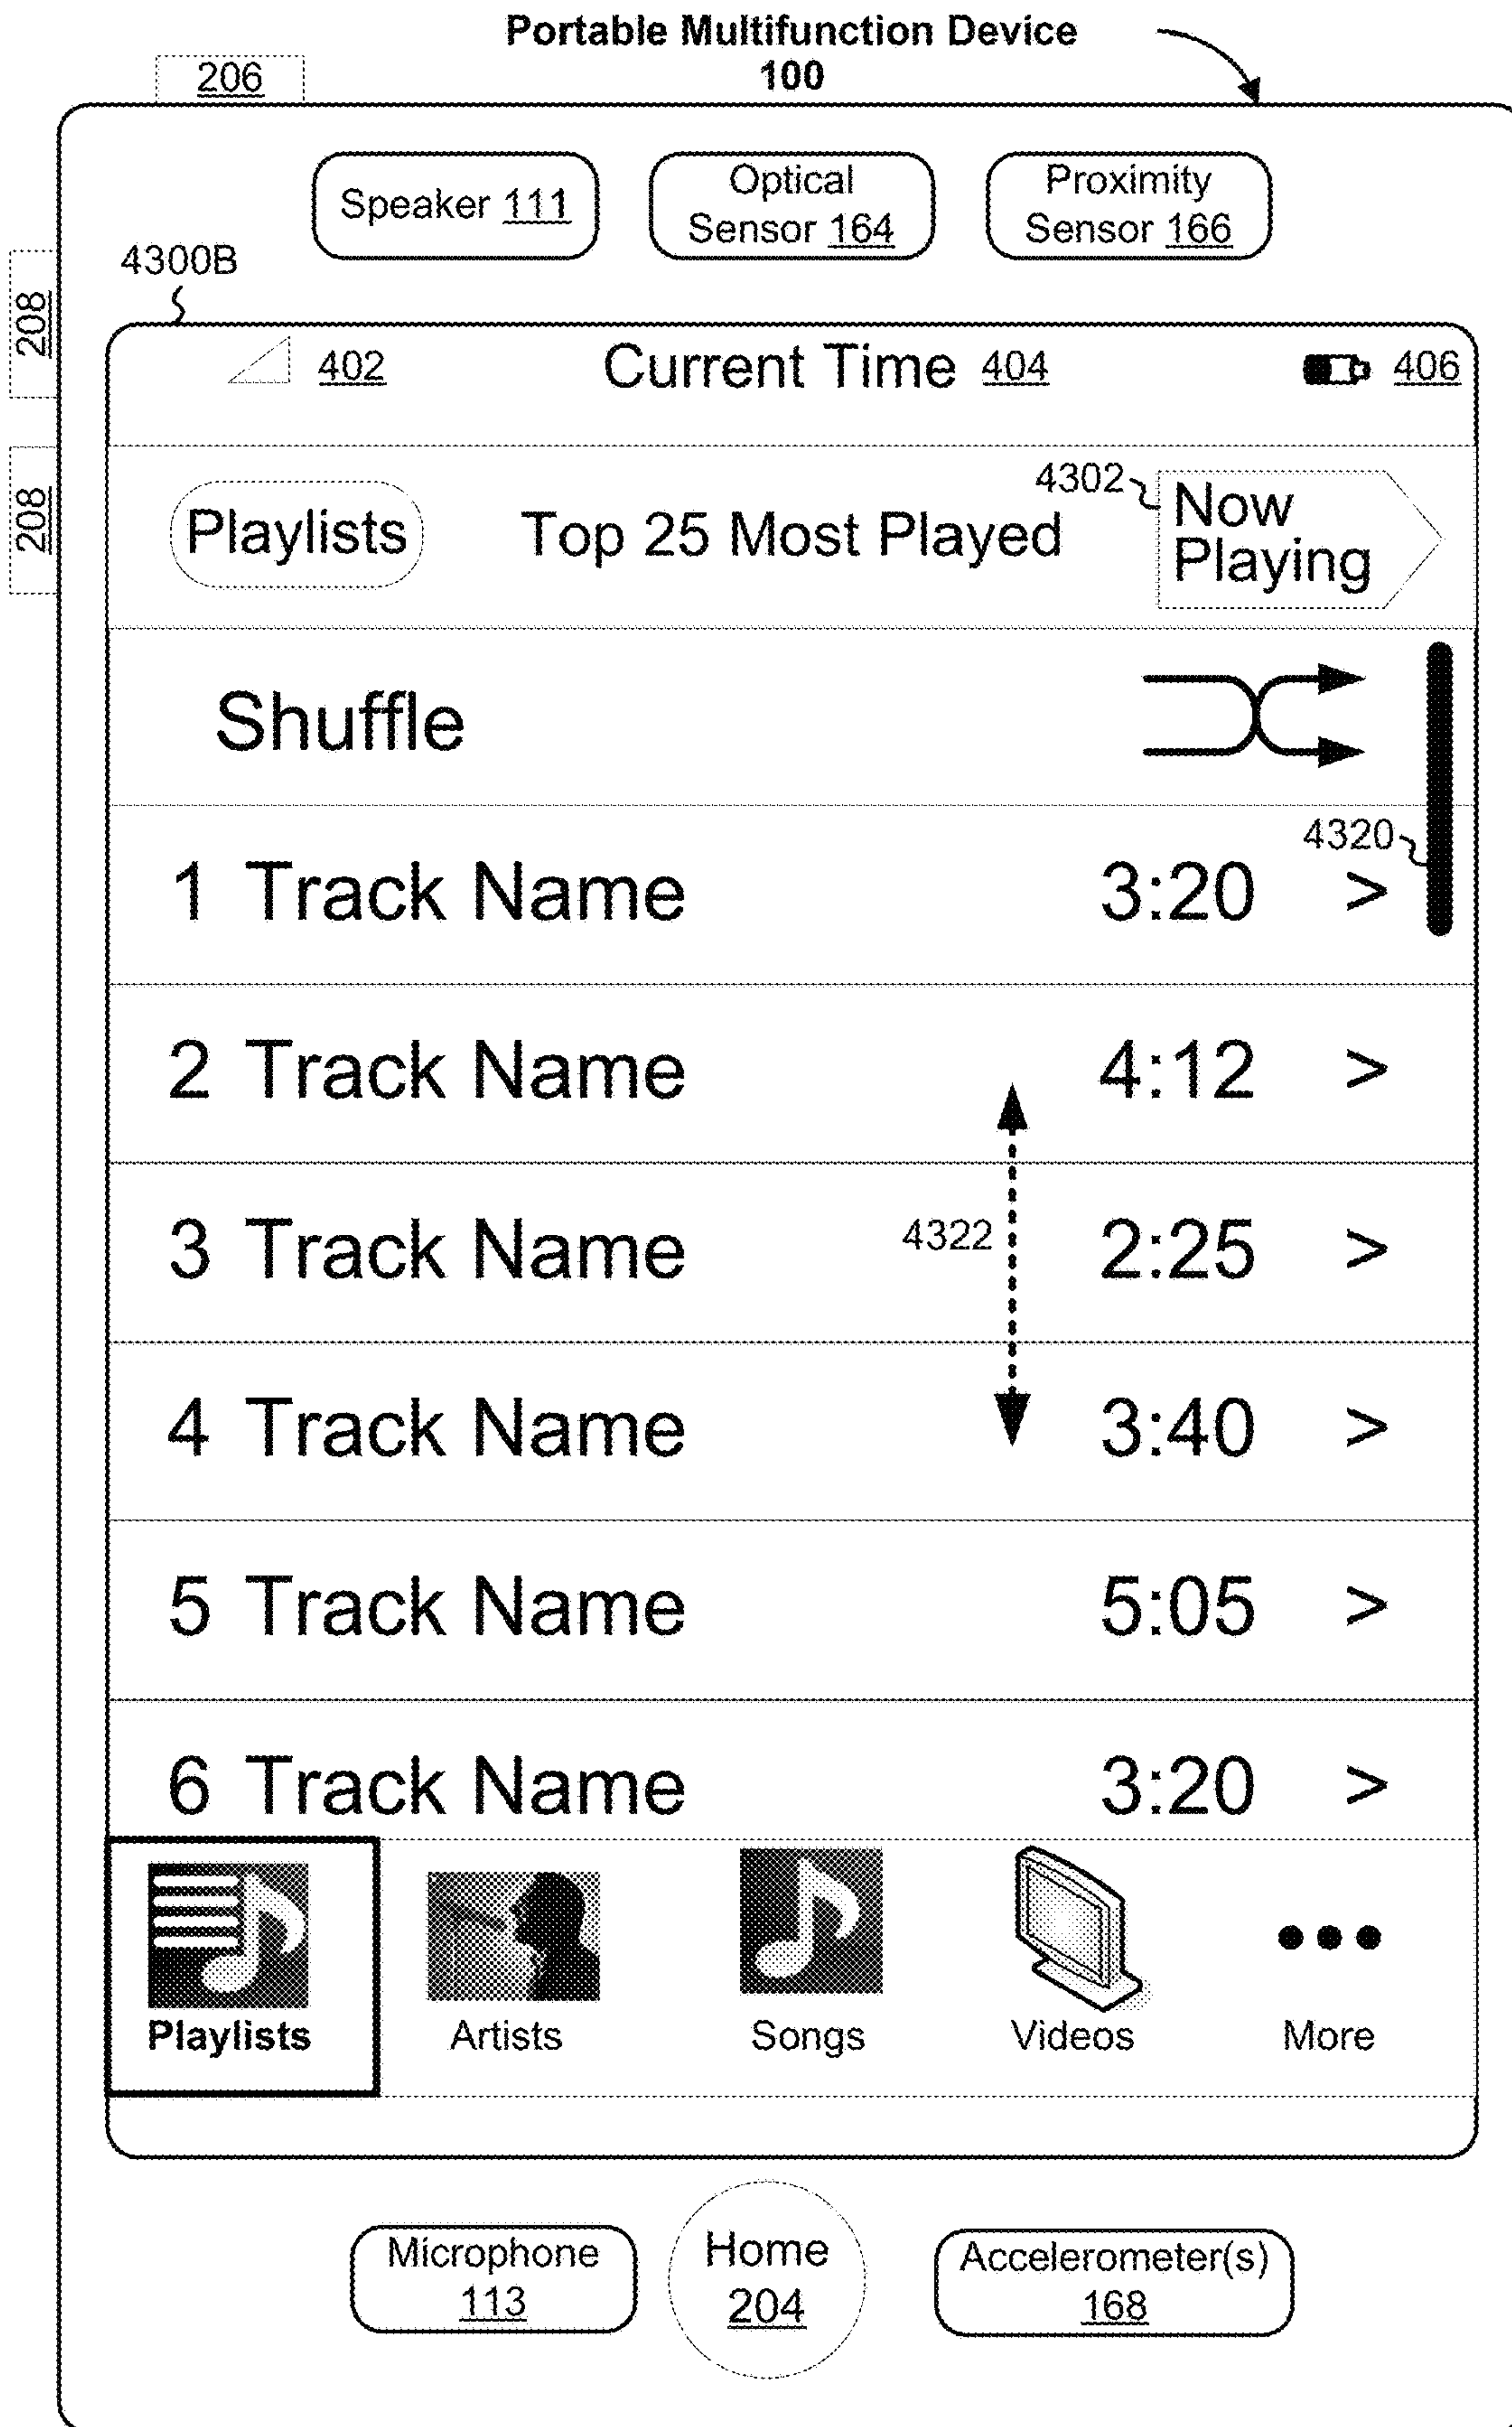 Portable Multifunction Device
100
206
Speaker 111
Optical
Sensor 164
Proximity
Sensor 166
4300B
208
208
402
Current Time 404
406
Playlists
Top 25 Most Played
4302
Now
Playing
Shuffle
4320
1 Track Name 3:20 >
2 Track Name 4:12 >
4322
3 Track Name 2:25 >
4 Track Name 3:40 >
5 Track Name 5:05 >
6 Track Name 3:20 >
Playlists
Artists
Songs
Videos
More
Microphone
113
Home
204
Accelerometer(s)
168